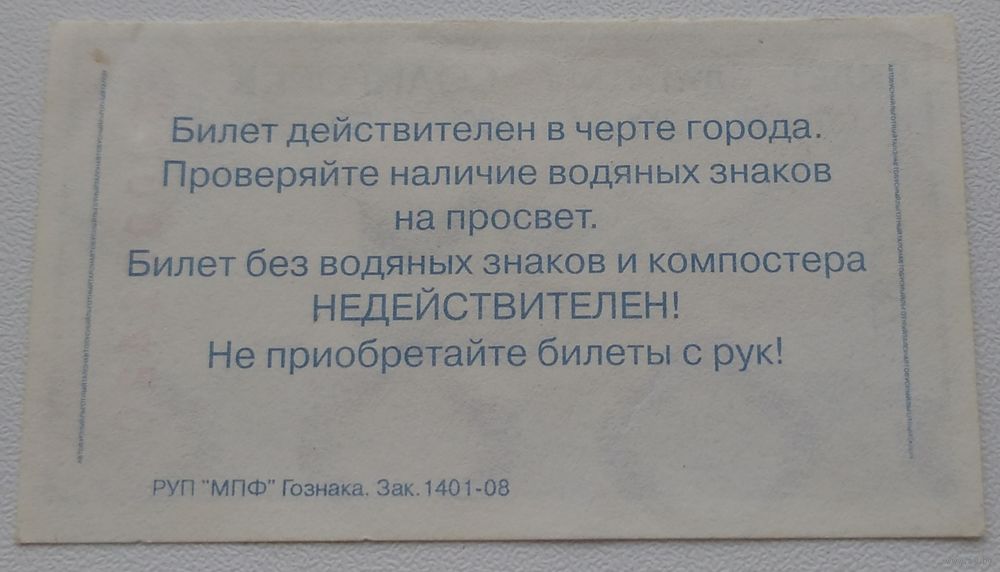 Билет действителен в черте города.
Проверяйте наличие водяных знаков
на просвет.
Билет без водяных знаков и компостера
НЕДЕЙСТВИТЕЛЕН!
Не приобретайте билеты с рук!
РУП "МПФ" Гознака. Зак.1401-08